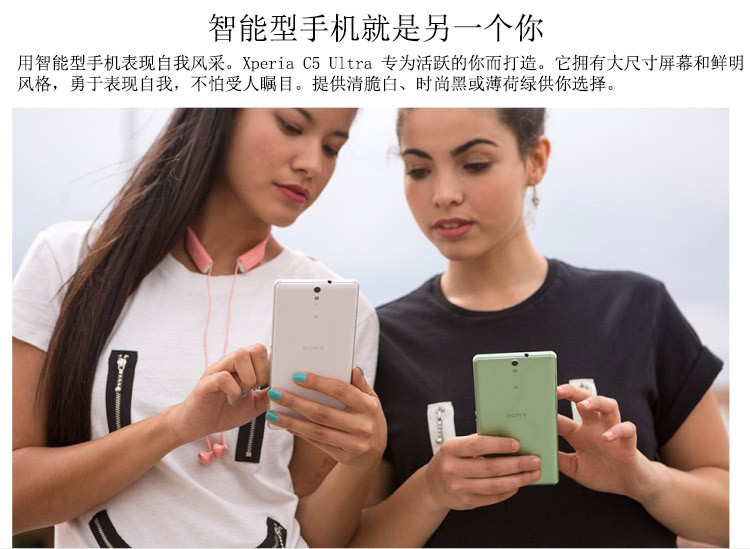 智能型手机就是另一个你
用智能型手机表现自我风采。Xperia C5 Ultra 专为活跃的你而打造。它拥有大尺寸屏幕和鲜明
风格，勇于表现自我，不怕受人瞩目。提供清脆白、时尚黑或薄荷绿供你选择。
SONY
SONY